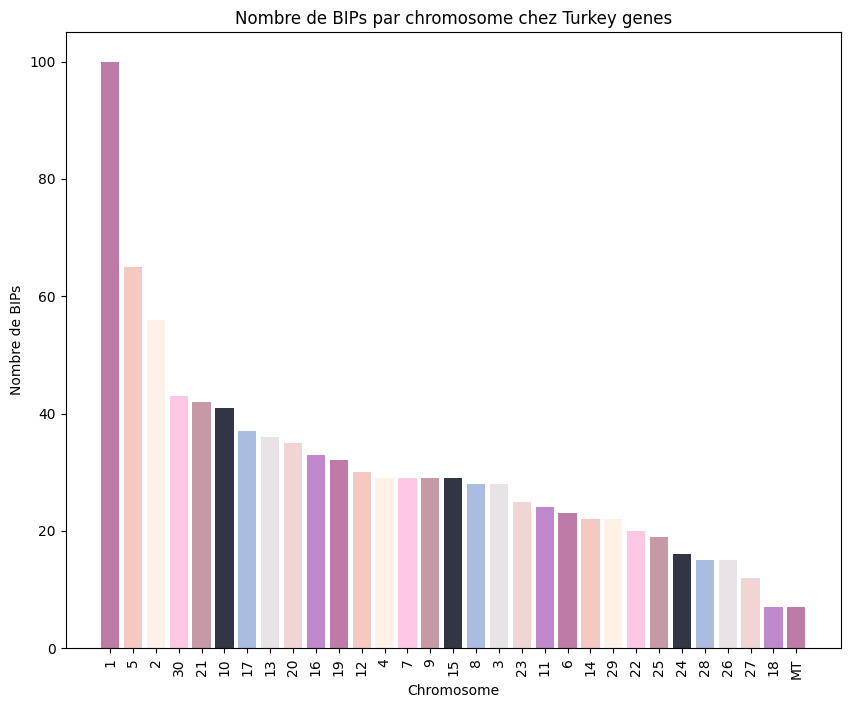 Nombre de BIPs par chromosome chez Turkey genes
Nombre de BIPs
100
80
60
40
20
0
1 5 2 30 21 10 17 13 20 16 19 12 4 7 9 15 8 3 23 11 6 14 29 22 25 24 28 26 27 18 MT
Chromosome